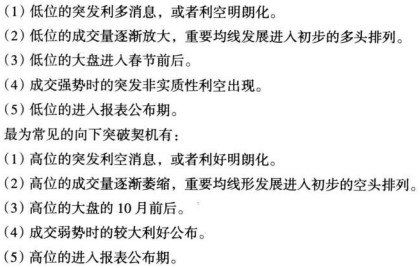 (1) 低位的突发利多消息，或者利空明朗化。
(2) 低位的成交量逐渐放大，重要均线发展进入初步的多头排列。
(3) 低位的大盘进入春节前后。
(4) 成交强势时的突发非实质性利空出现。
(5) 低位的进入报表公布期。
最为常见的向下突破契机有：
(1) 高位的突发利空消息，或者利好明朗化。
(2) 高位的成交量逐渐萎缩，重要均线形发展进入初步的空头排列。
(3) 高位的大盘的 10 月前后。
(4) 成交弱势时的较大利好公布。
(5) 高位的进入报表公布期。